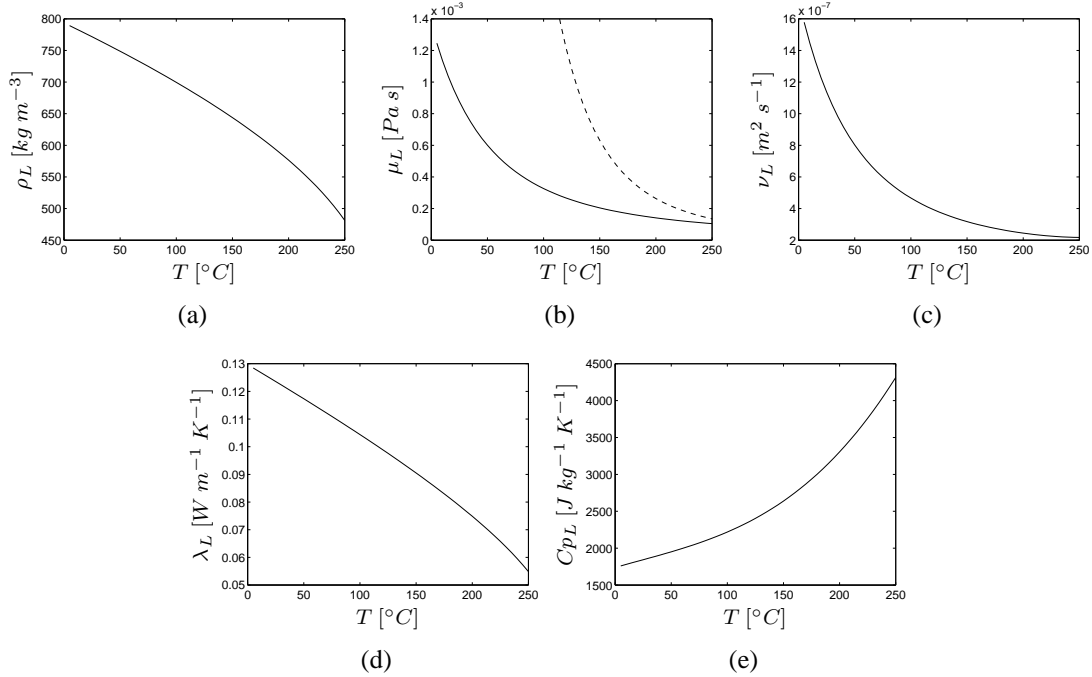 800
750
700
650
600
550
500
450
0 50 100 150 200 250
ρ_L [kg m⁻³]
T [°C]
(a)
x 10⁻³
1.4
1.2
1
0.8
0.6
0.4
0.2
0
0 50 100 150 200 250
μ_L [Pa s]
T [°C]
(b)
x 10⁻⁷
16
14
12
10
8
6
4
2
0 50 100 150 200 250
ν_L [m² s⁻¹]
T [°C]
(c)
0.13
0.12
0.11
0.1
0.09
0.08
0.07
0.06
0.05
0 50 100 150 200 250
λ_L [W m⁻¹ K⁻¹]
T [°C]
(d)
4500
4000
3500
3000
2500
2000
1500
0 50 100 150 200 250
Cp_L [J kg⁻¹ K⁻¹]
T [°C]
(e)